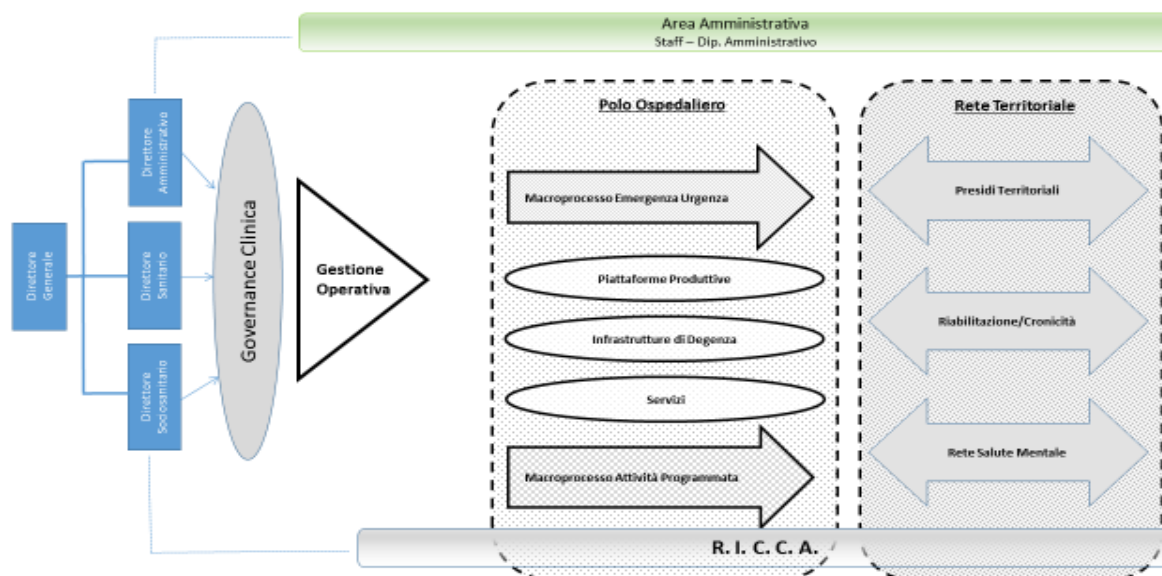 Area Amministrativa
Staff – Dip. Amministrativo
Direttore
Generale
Direttore
Amministrativo
Direttore
Sanitario
Direttore
Sociosanitario
Governance Clinica
Gestione
Operativa
Polo Ospedaliero
Macroprocesso Emergenza Urgenza
Piattaforme Produttive
Infrastrutture di Degenza
Servizi
Macroprocesso Attività Programmata
Rete Territoriale
Presidi Territoriali
Riabilitazione/Cronicità
Rete Salute Mentale
R. I. C. C. A.